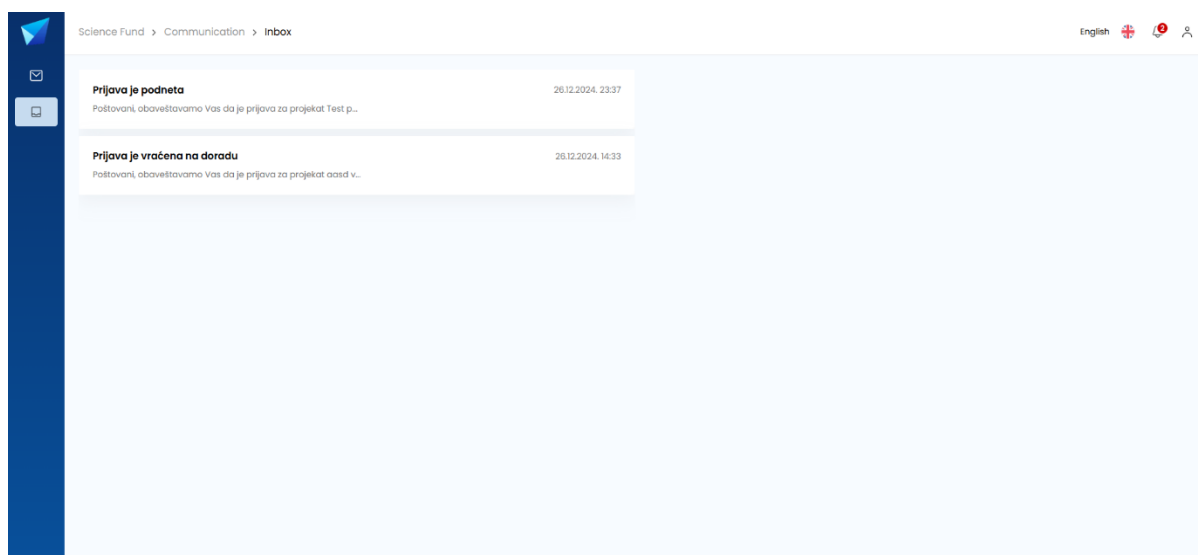 Science Fund > Communication > Inbox
English
2
Prijava je podneta
26.12.2024. 23:37
Poštovani, obaveštavamo Vas da je prijava za projekat Test p...
Prijava je vraćena na doradu
26.12.2024. 14:33
Poštovani, obaveštavamo Vas da je prijava za projekat aasd v...